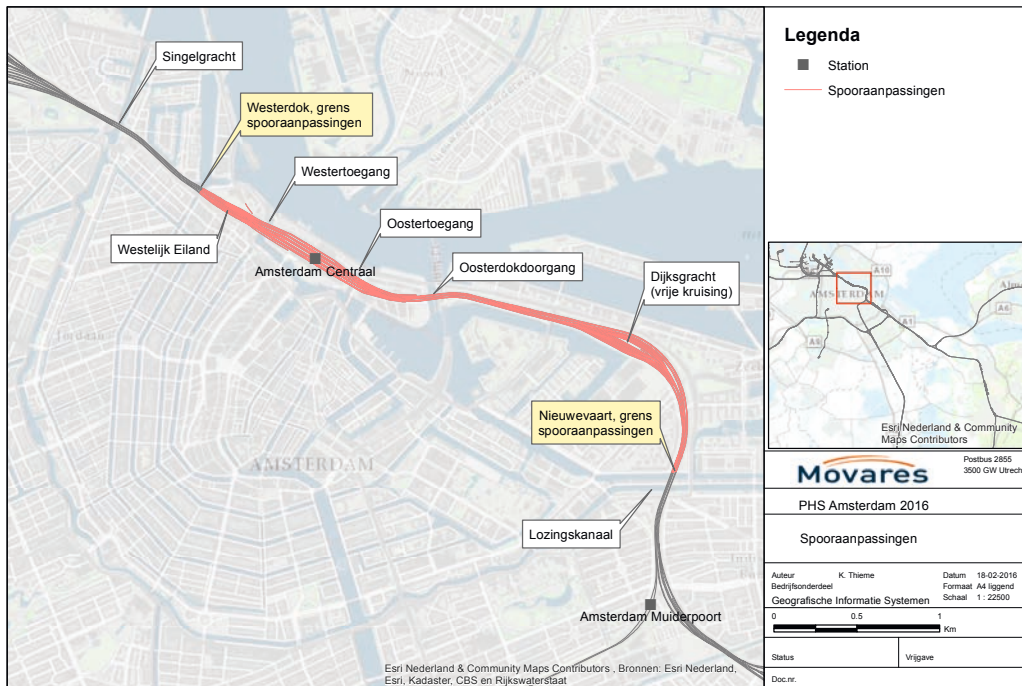 Singelgracht
Westerdok, grens
spooraanpassingen
Westertoegang
Westelijk Eiland
Oostertoegang
Amsterdam Centraal
Oosterdokdoorgang
Dijksgracht
(vrije kruising)
Jordaan
AMSTERDAM
Nieuwevaart, grens
spooraanpassingen
Lozingskanaal
Amsterdam Muiderpoort
Esri Nederland & Community Maps Contributors , Bronnen: Esri Nederland,
Esri, Kadaster, CBS en Rijkswaterstaat
Legenda
Station
Spooraanpassingen
A10
AMSTERDAM
A1
A6
A9
Esri Nederland & Community
Maps Contributors
Movares
Postbus 2855
3500 GW Utrech
PHS Amsterdam 2016
Spooraanpassingen
Auteur K. Thieme Datum 18-02-2016
Bedrijfsonderdeel Formaat A4 liggend
Geografische Informatie Systemen Schaal 1 : 22500
0 0.5 1
Km
Status Vrijgave
Doc.nr.